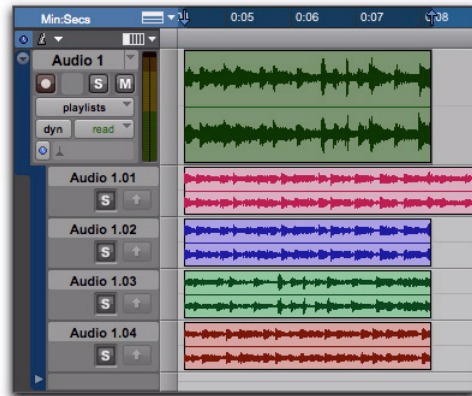 Min:Secs 0:05 0:06 0:07 0:08
Audio 1
S M
playlists
dyn read
Audio 1.01
S
Audio 1.02
S
Audio 1.03
S
Audio 1.04
S